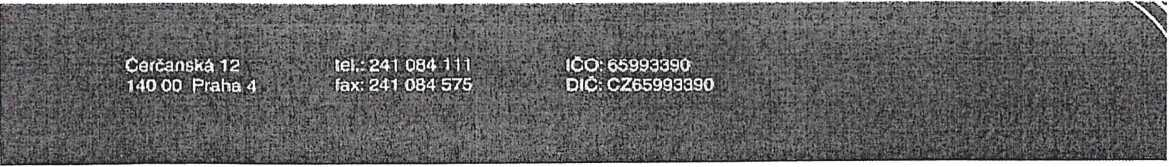 Čerčanská 12 tel.: 241 084 111 IČO: 65993390
140 00 Praha 4 fax: 241 084 575 DIČ: CZ65993390